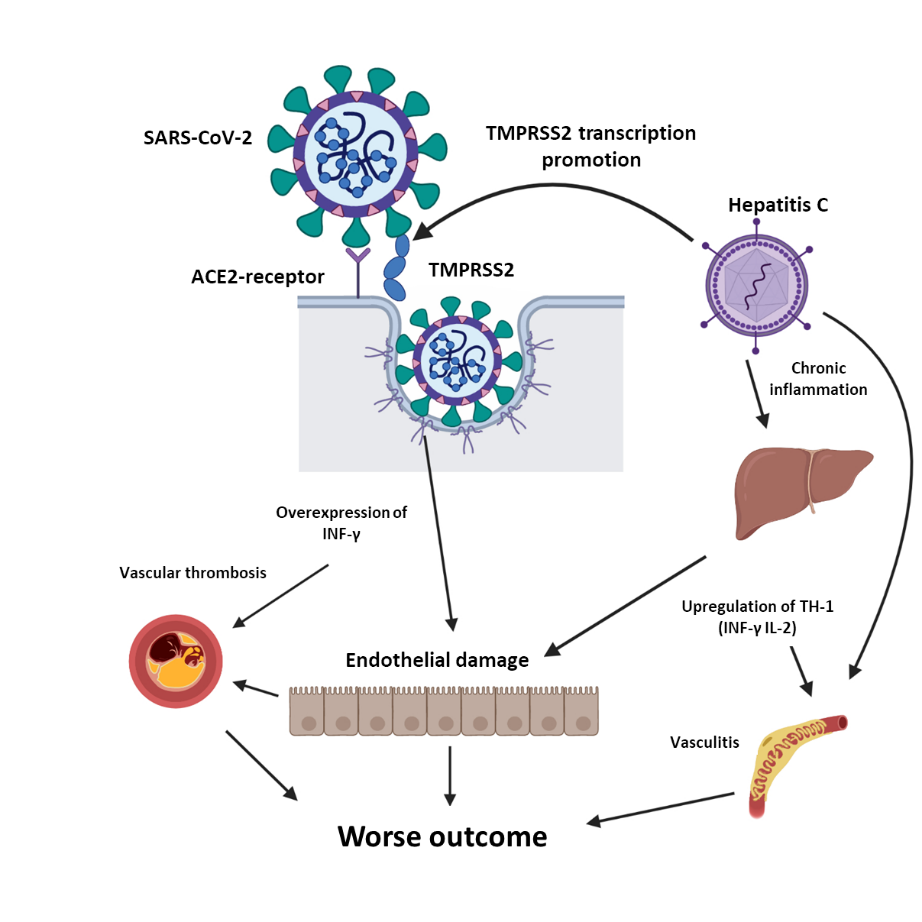 SARS-CoV-2
TMPRSS2 transcription
promotion
Hepatitis C
ACE2-receptor
TMPRSS2
Chronic
inflammation
Overexpression of
INF-γ
Vascular thrombosis
Upregulation of TH-1
(INF-γ IL-2)
Endothelial damage
Vasculitis
Worse outcome